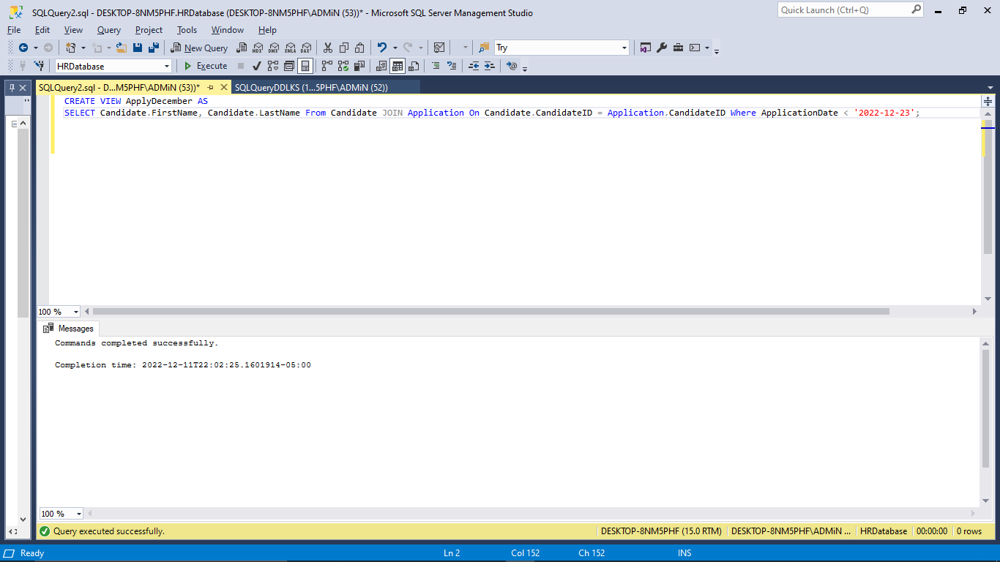 SQLQuery2.sql - DESKTOP-8NM5PHF.HRDatabase (DESKTOP-8NM5PHF\ADMiN (53))* - Microsoft SQL Server Management Studio
Quick Launch (Ctrl+Q)
File Edit View Query Project Tools Window Help
New Query MDX DMX XMLA DAX Try
HRDatabase Execute
SQLQuery2.sql - D...M5PHF\ADMiN (53))* SQLQueryDDLKS (1...5PHF\ADMiN (52))
CREATE VIEW ApplyDecember AS
SELECT Candidate.FirstName, Candidate.LastName From Candidate JOIN Application On Candidate.CandidateID = Application.CandidateID Where ApplicationDate < '2022-12-23';
100 %
Messages
Commands completed successfully.
Completion time: 2022-12-11T22:02:25.1601914-05:00
100 %
Query executed successfully. DESKTOP-8NM5PHF (15.0 RTM) DESKTOP-8NM5PHF\ADMiN ... HRDatabase 00:00:00 0 rows
Ready Ln 2 Col 152 Ch 152 INS